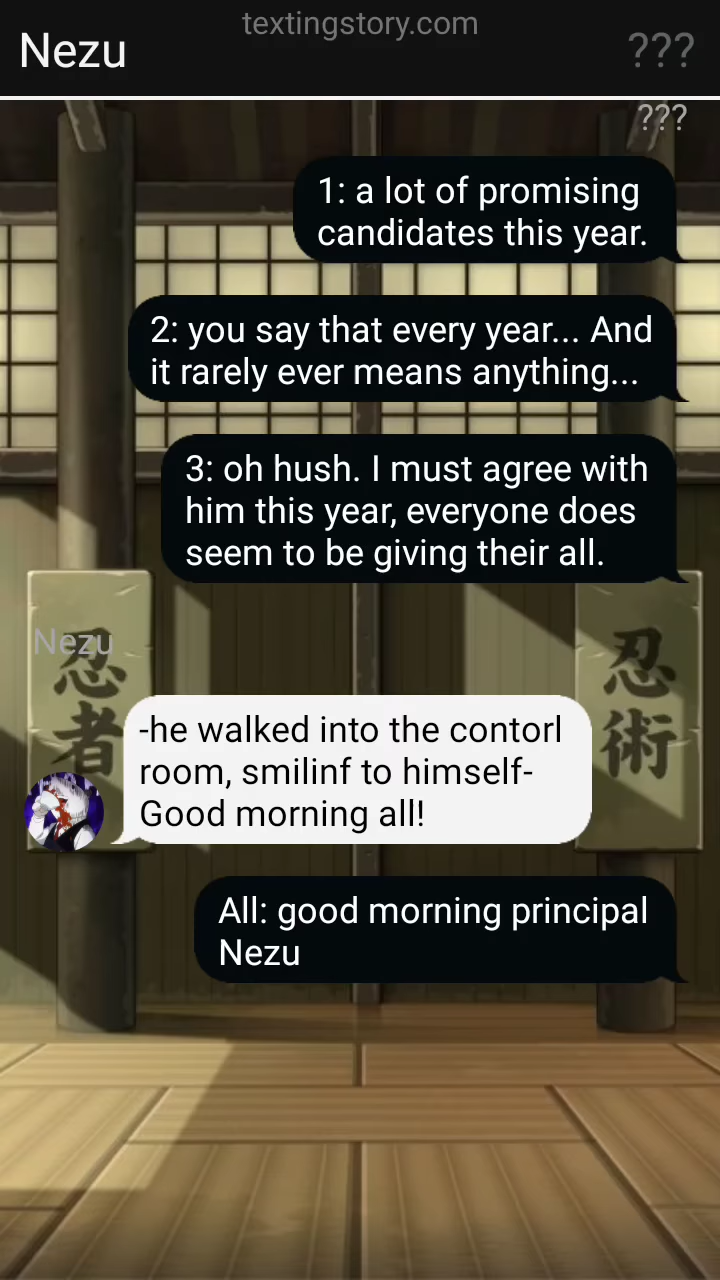 textingstory.com
Nezu
???
???
1: a lot of promising
candidates this year.
2: you say that every year... And
it rarely ever means anything...
3: oh hush. I must agree with
him this year, everyone does
seem to be giving their all.
Nezu
忍者
忍術
-he walked into the contorl
room, smilinf to himself-
Good morning all!
All: good morning principal
Nezu